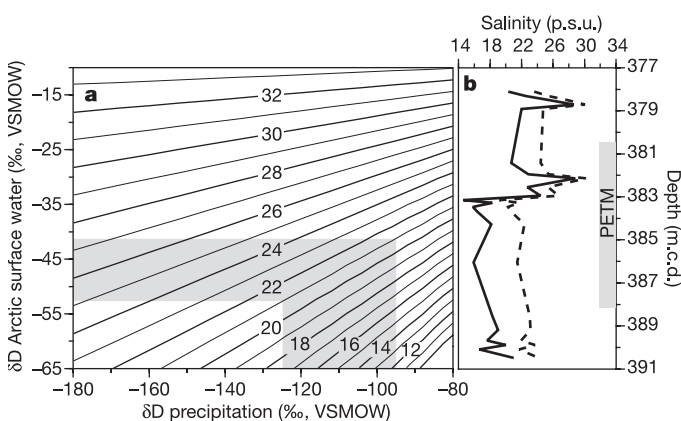 Salinity (p.s.u.)
14 18 22 26 30 34
a
b
δD Arctic surface water (‰, VSMOW)
−15
−25
−35
−45
−55
−65
32
30
28
26
24
22
20
18 16 14 12
−180 −160 −140 −120 −100 −80
δD precipitation (‰, VSMOW)
PETM
377
379
381
383
385
387
389
391
Depth (m.c.d.)